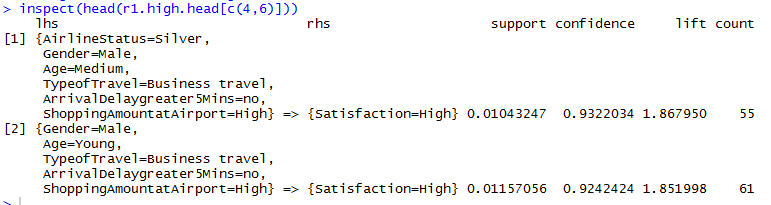 > inspect(head(r1.high.head[c(4,6)]))
lhs rhs support confidence lift count
[1] {AirlineStatus=Silver,
Gender=Male,
Age=Medium,
TypeofTravel=Business travel,
ArrivalDelaygreater5Mins=no,
ShoppingAmountatAirport=High} => {Satisfaction=High} 0.01043247 0.9322034 1.867950 55
[2] {Gender=Male,
Age=Young,
TypeofTravel=Business travel,
ArrivalDelaygreater5Mins=no,
ShoppingAmountatAirport=High} => {Satisfaction=High} 0.01157056 0.9242424 1.851998 61
>